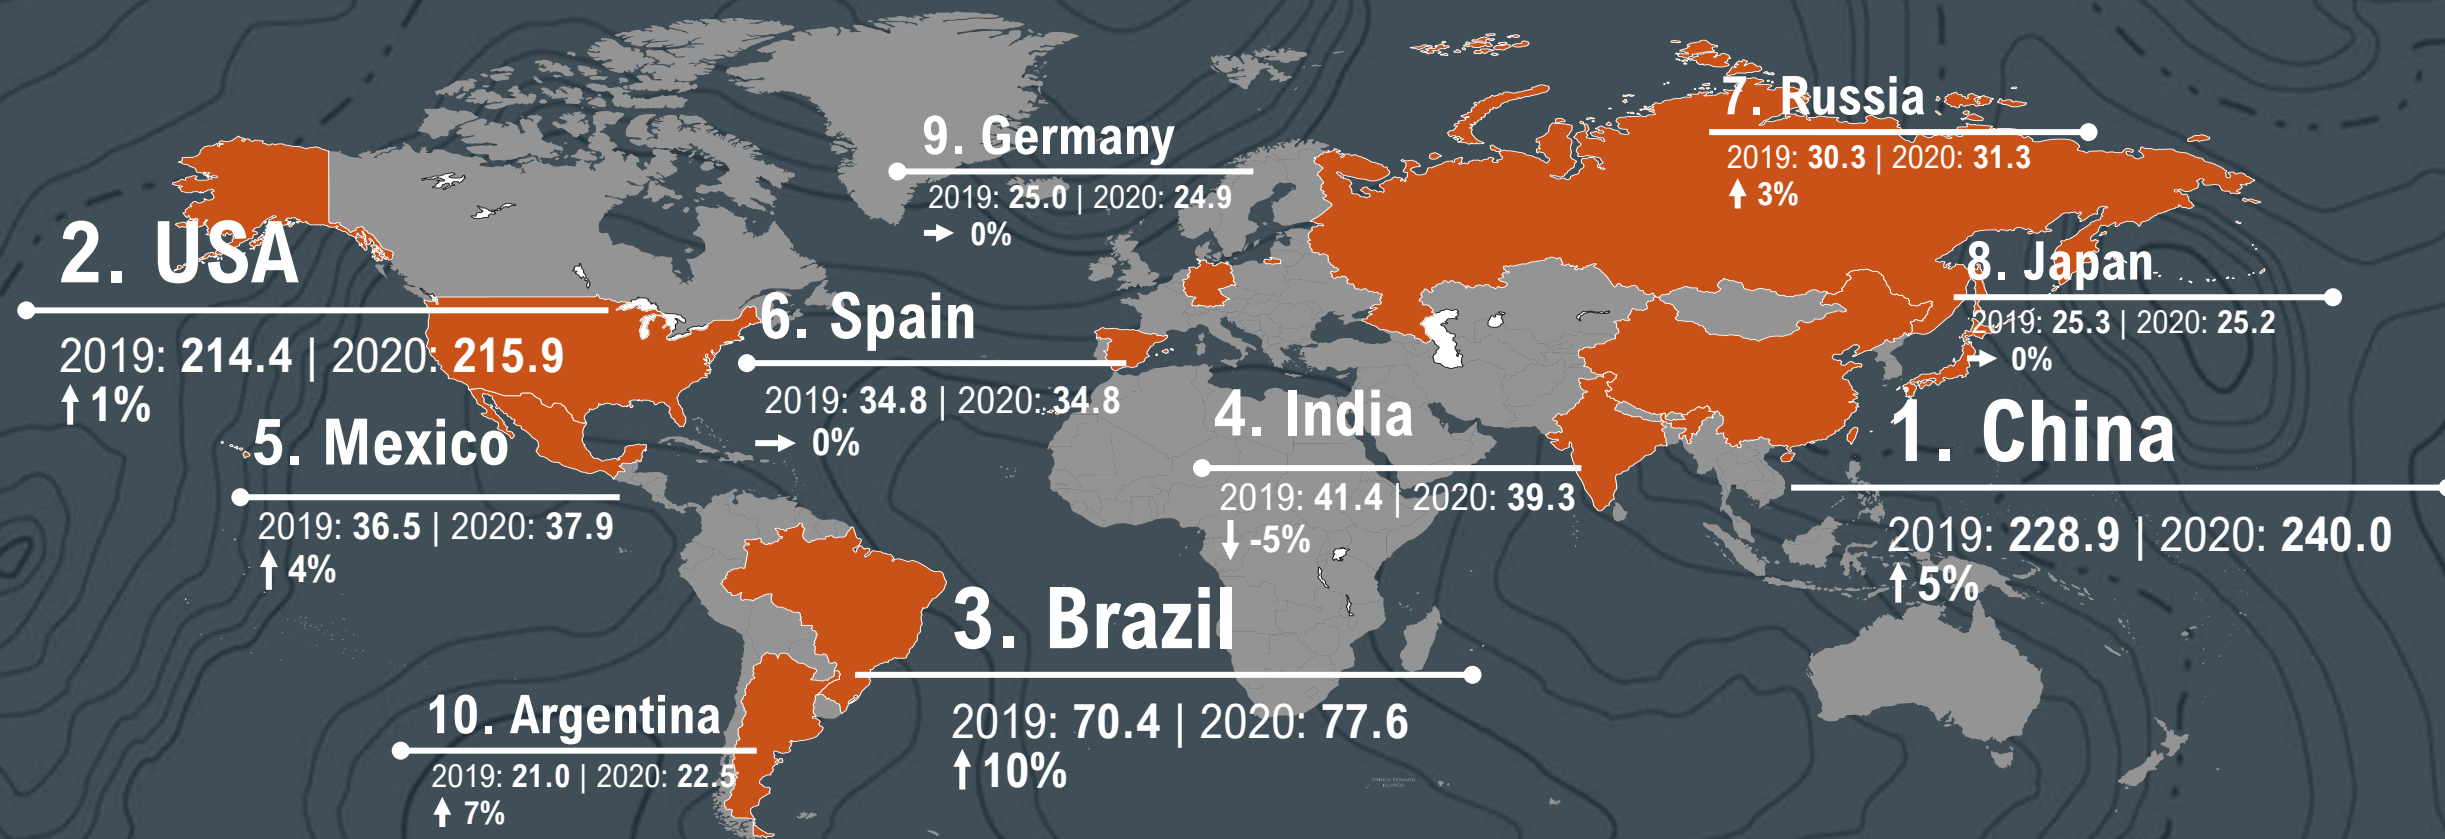 7. Russia
2019: 30.3 | 2020: 31.3
3%
9. Germany
2019: 25.0 | 2020: 24.9
0%
2. USA
2019: 214.4 | 2020: 215.9
1%
8. Japan
2019: 25.3 | 2020: 25.2
0%
6. Spain
2019: 34.8 | 2020: 34.8
0%
4. India
2019: 41.4 | 2020: 39.3
-5%
1. China
2019: 228.9 | 2020: 240.0
5%
5. Mexico
2019: 36.5 | 2020: 37.9
4%
3. Brazil
2019: 70.4 | 2020: 77.6
10%
10. Argentina
2019: 21.0 | 2020: 22.5
7%
PRINCE EDWARD
ISLANDS